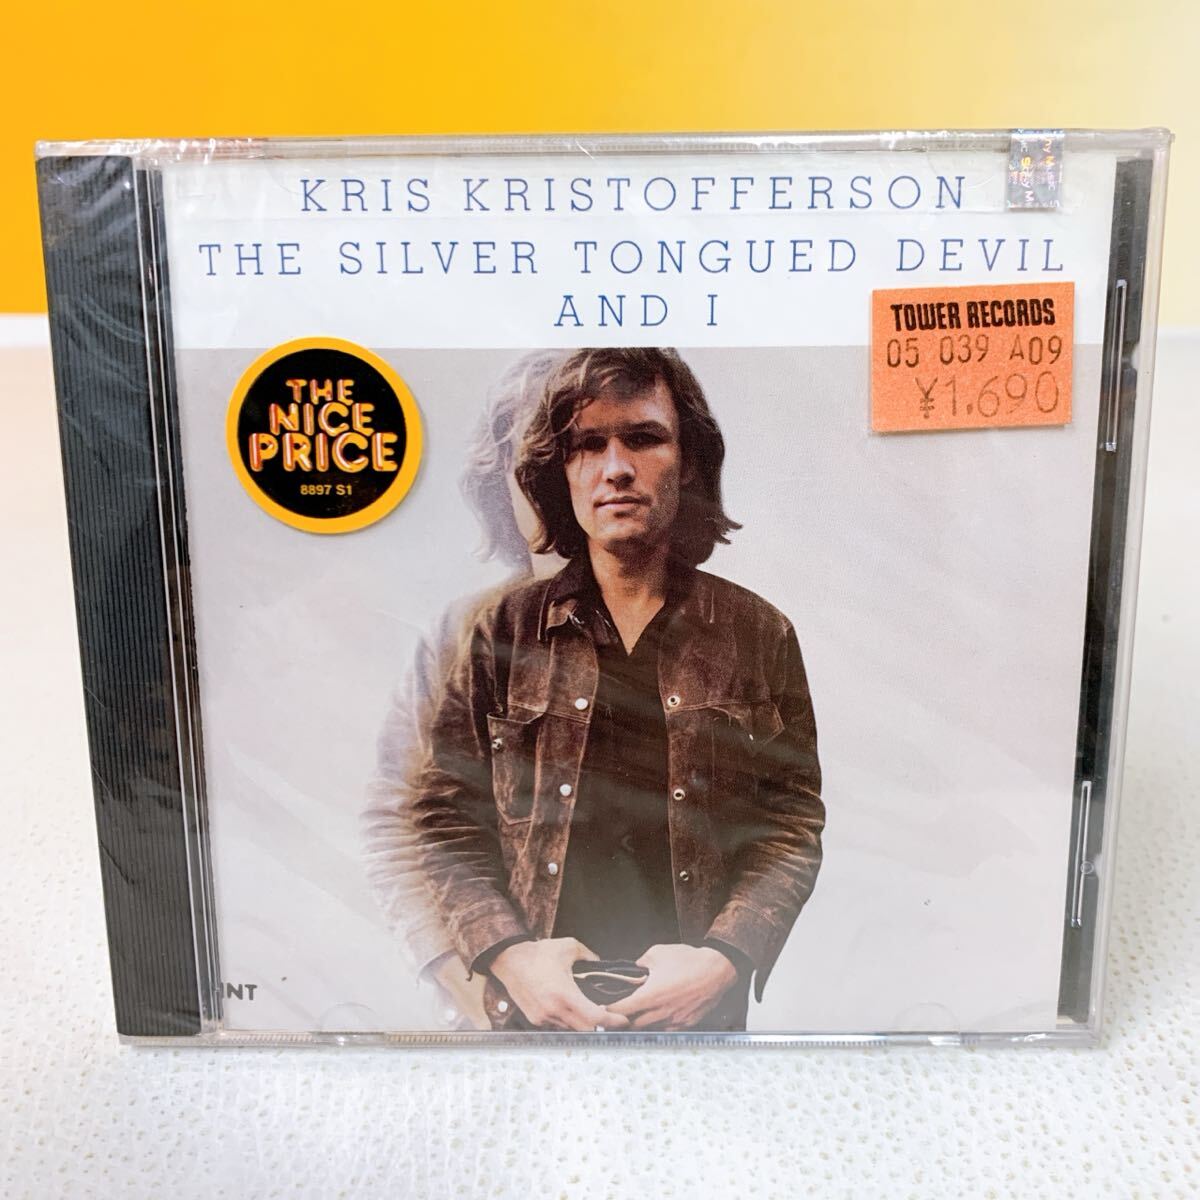 KRIS KRISTOFFERSON
THE SILVER TONGUED DEVIL
AND I
TOWER RECORDS
05 039 A09
¥1,690
THE
NICE
PRICE
8897 S1